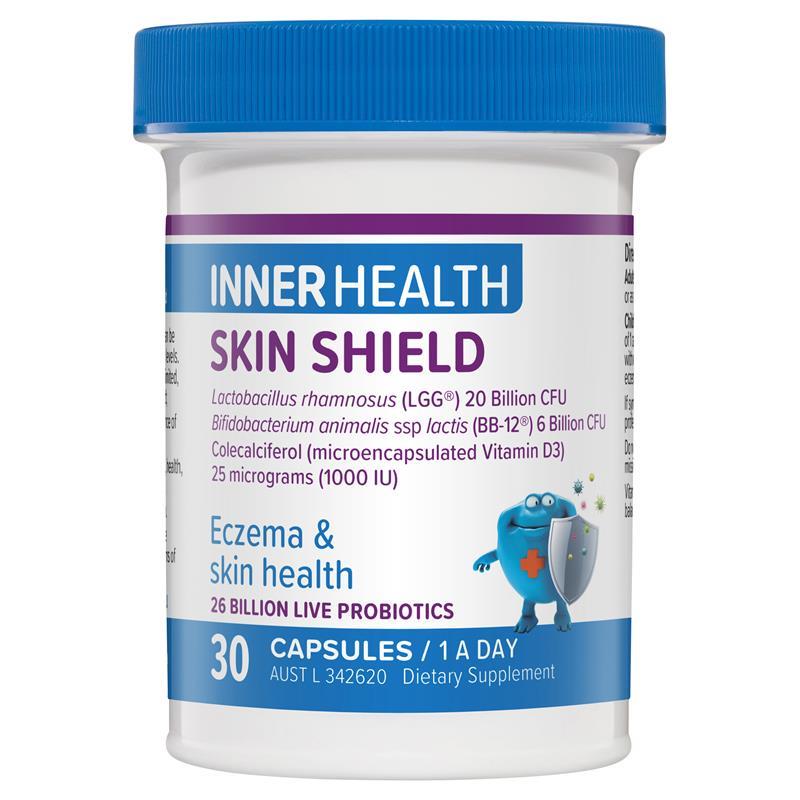 INNER HEALTH
SKIN SHIELD
Lactobacillus rhamnosus (LGG®) 20 Billion CFU
Bifidobacterium animalis ssp lactis (BB-12®) 6 Billion CFU
Colecalciferol (microencapsulated Vitamin D3)
25 micrograms (1000 IU)
Eczema &
skin health
26 BILLION LIVE PROBIOTICS
30 CAPSULES / 1 A DAY
AUST L 342620 Dietary Supplement